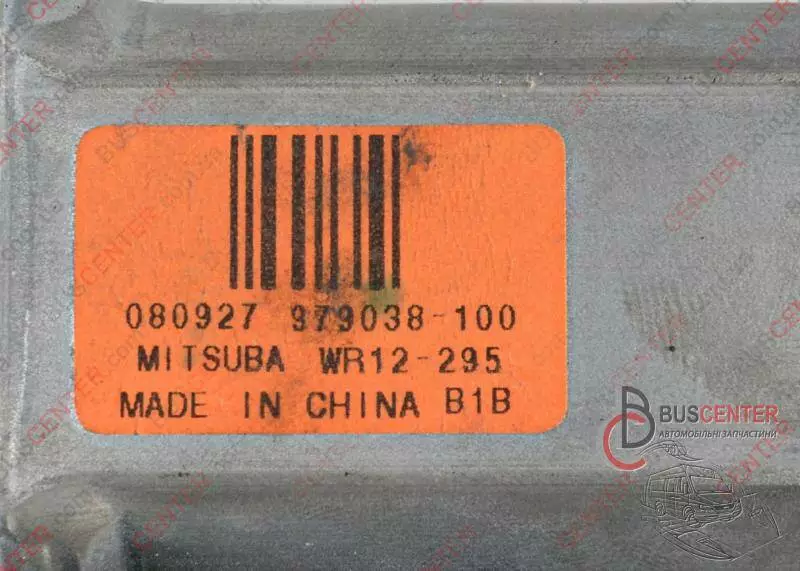 080927 979038-100
MITSUBA WR12-295
MADE IN CHINA B1B
BUSCENTER
АВТОМОБІЛЬНІ ЗАПЧАСТИНИ